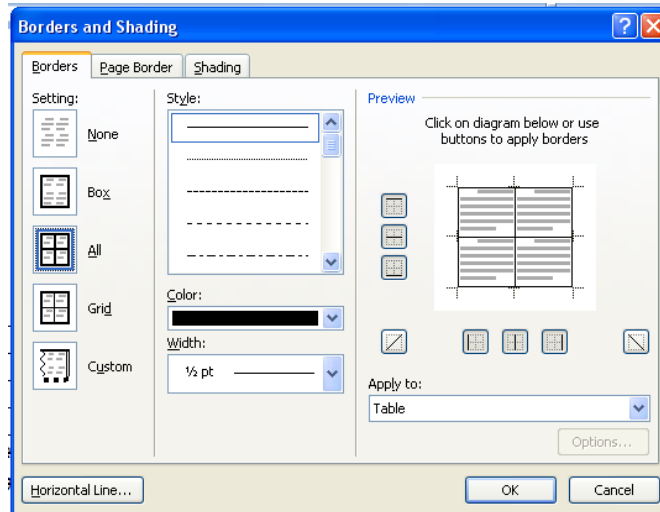 Borders and Shading
Borders
Page Border
Shading
Setting:
None
Box
All
Grid
Custom
Style:
Color:
Width:
½ pt
Preview
Click on diagram below or use
buttons to apply borders
Apply to:
Table
Options...
Horizontal Line...
OK
Cancel